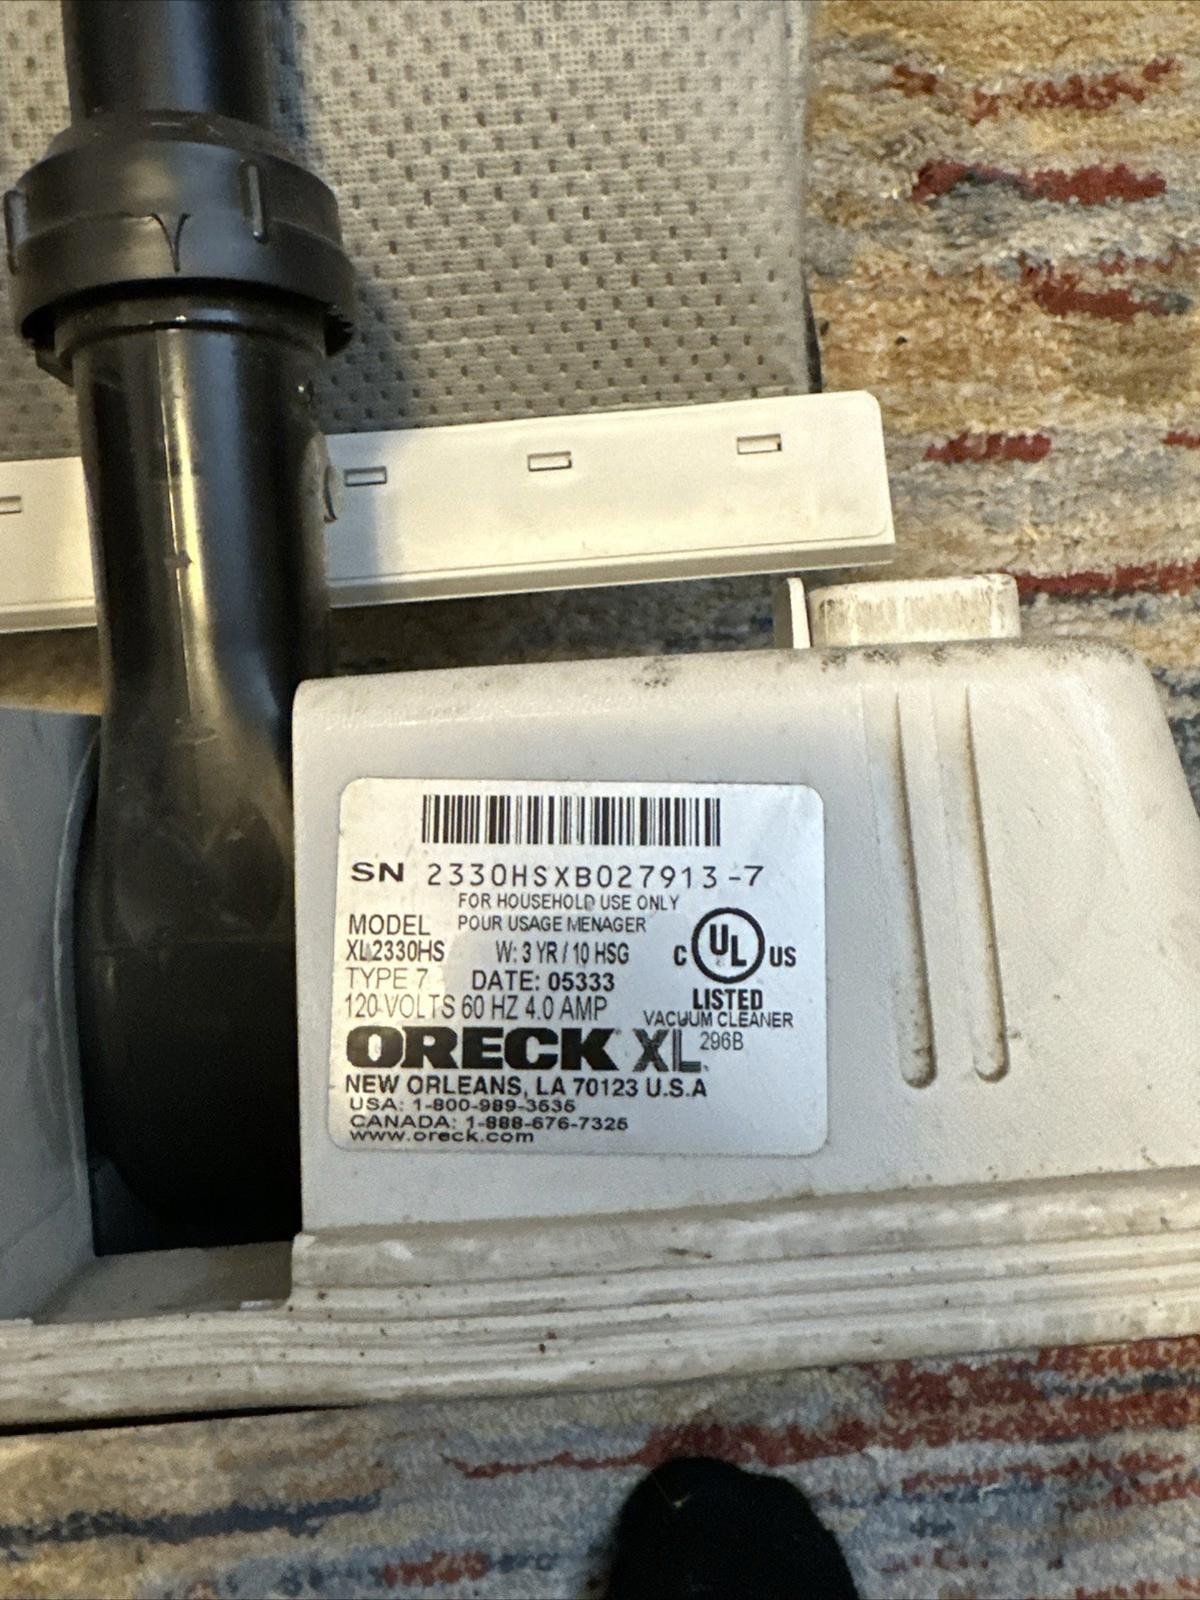 SN 2330HSXB027913-7
FOR HOUSEHOLD USE ONLY
MODEL POUR USAGE MENAGER
XL2330HS W: 3 YR / 10 HSG
TYPE 7 DATE: 05333
120 VOLTS 60 HZ 4.0 AMP
C UL US
LISTED
VACUUM CLEANER
296B
ORECK XL
NEW ORLEANS, LA 70123 U.S.A
USA: 1-800-989-3535
CANADA: 1-888-676-7325
www.oreck.com